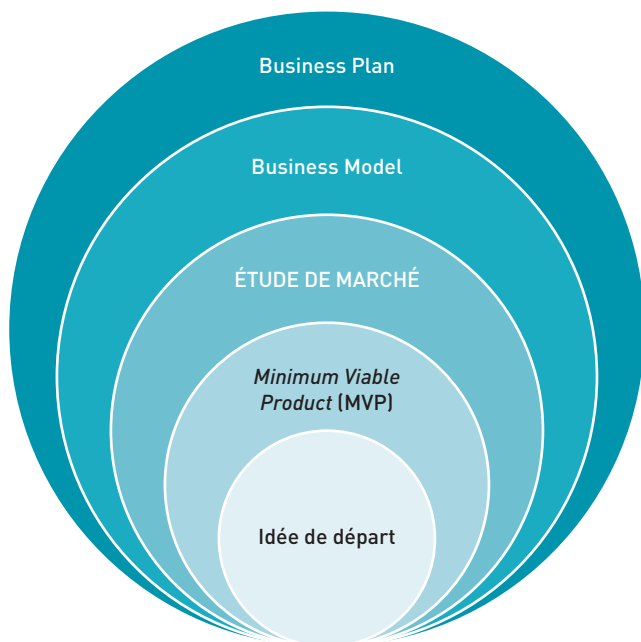 Business Plan
Business Model
ÉTUDE DE MARCHÉ
Minimum Viable
Product (MVP)
Idée de départ